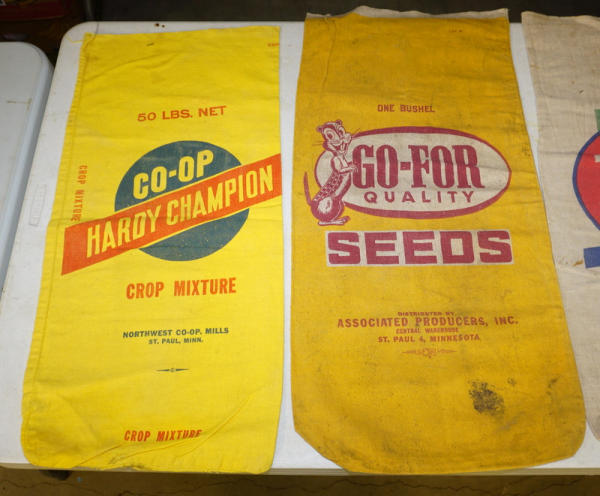 50 LBS. NET
CROP MIXTURE
CO-OP
HARDY CHAMPION
CROP MIXTURE
NORTHWEST CO-OP. MILLS
ST. PAUL, MINN.
CROP MIXTURE
ONE BUSHEL
GO-FOR
QUALITY
SEEDS
DISTRIBUTED BY
ASSOCIATED PRODUCERS, INC.
CENTRAL WAREHOUSE
ST. PAUL 4, MINNESOTA